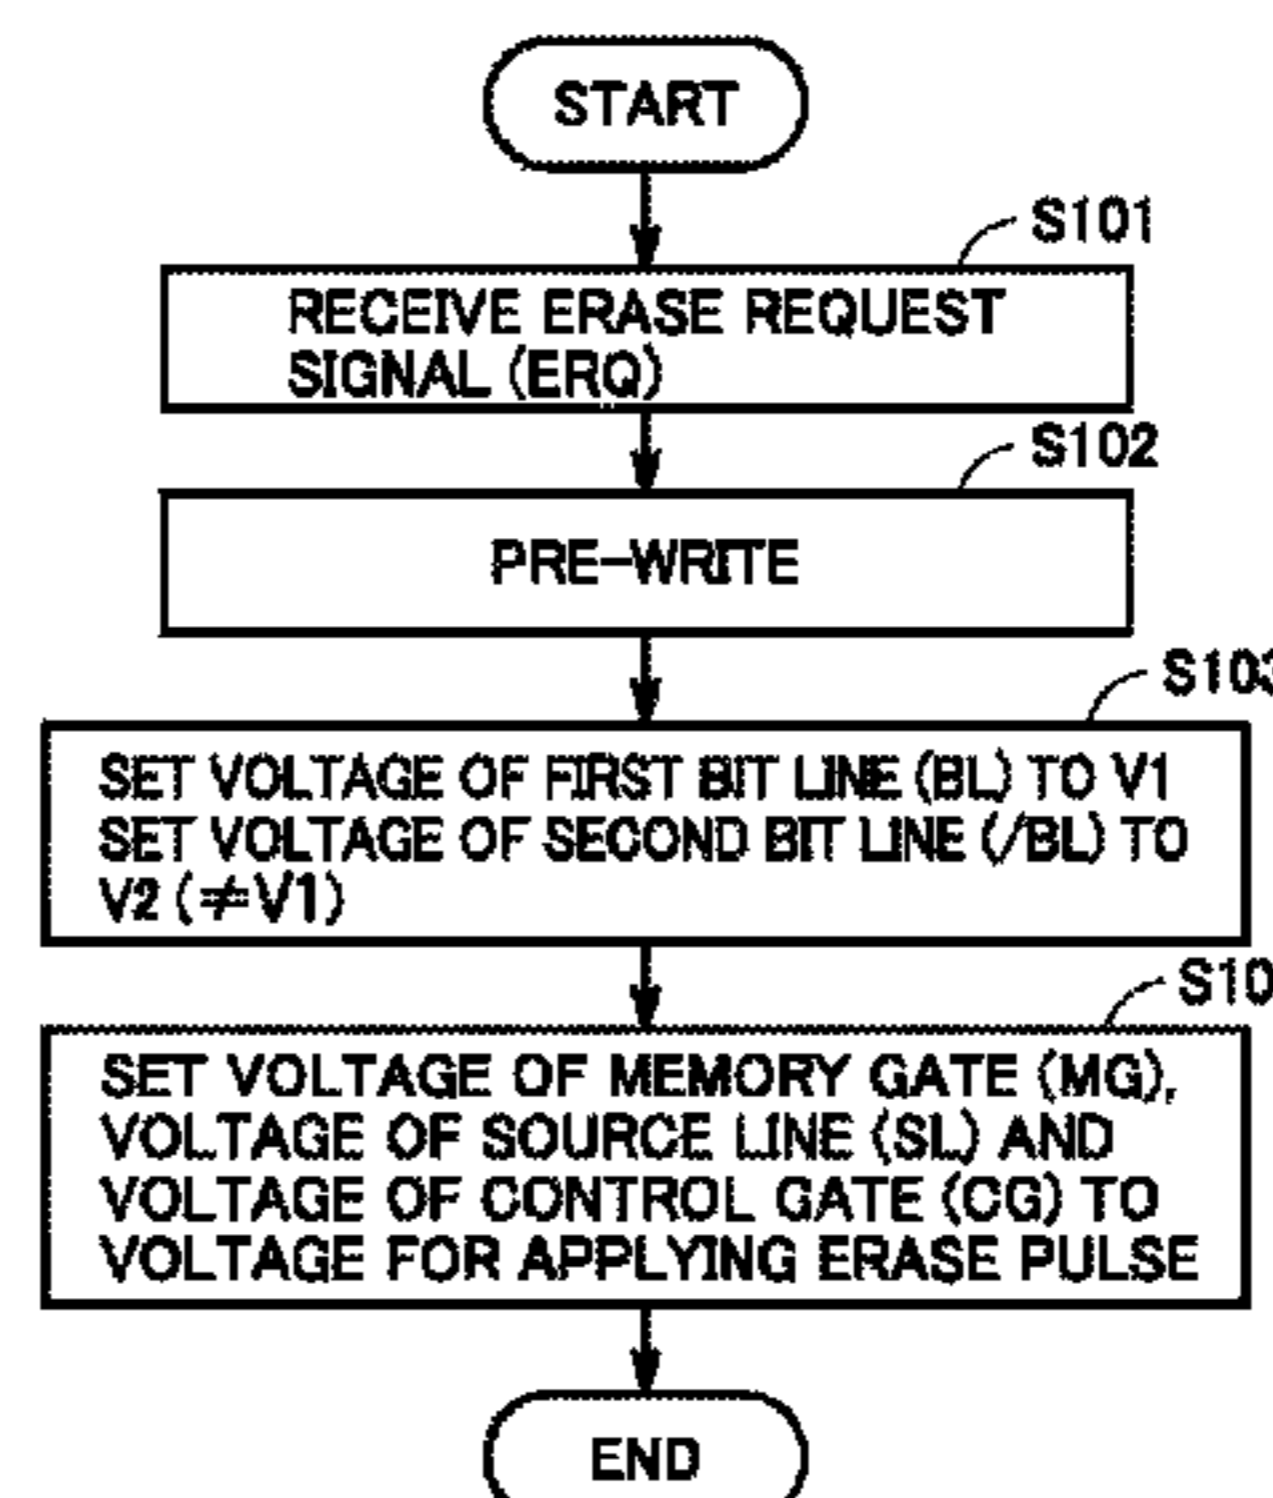 START
S101
RECEIVE ERASE REQUEST
SIGNAL (ERQ)
S102
PRE-WRITE
S103
SET VOLTAGE OF FIRST BIT LINE (BL) TO V1
SET VOLTAGE OF SECOND BIT LINE (/BL) TO
V2 (≠V1)
S10
SET VOLTAGE OF MEMORY GATE (MG),
VOLTAGE OF SOURCE LINE (SL) AND
VOLTAGE OF CONTROL GATE (CG) TO
VOLTAGE FOR APPLYING ERASE PULSE
END